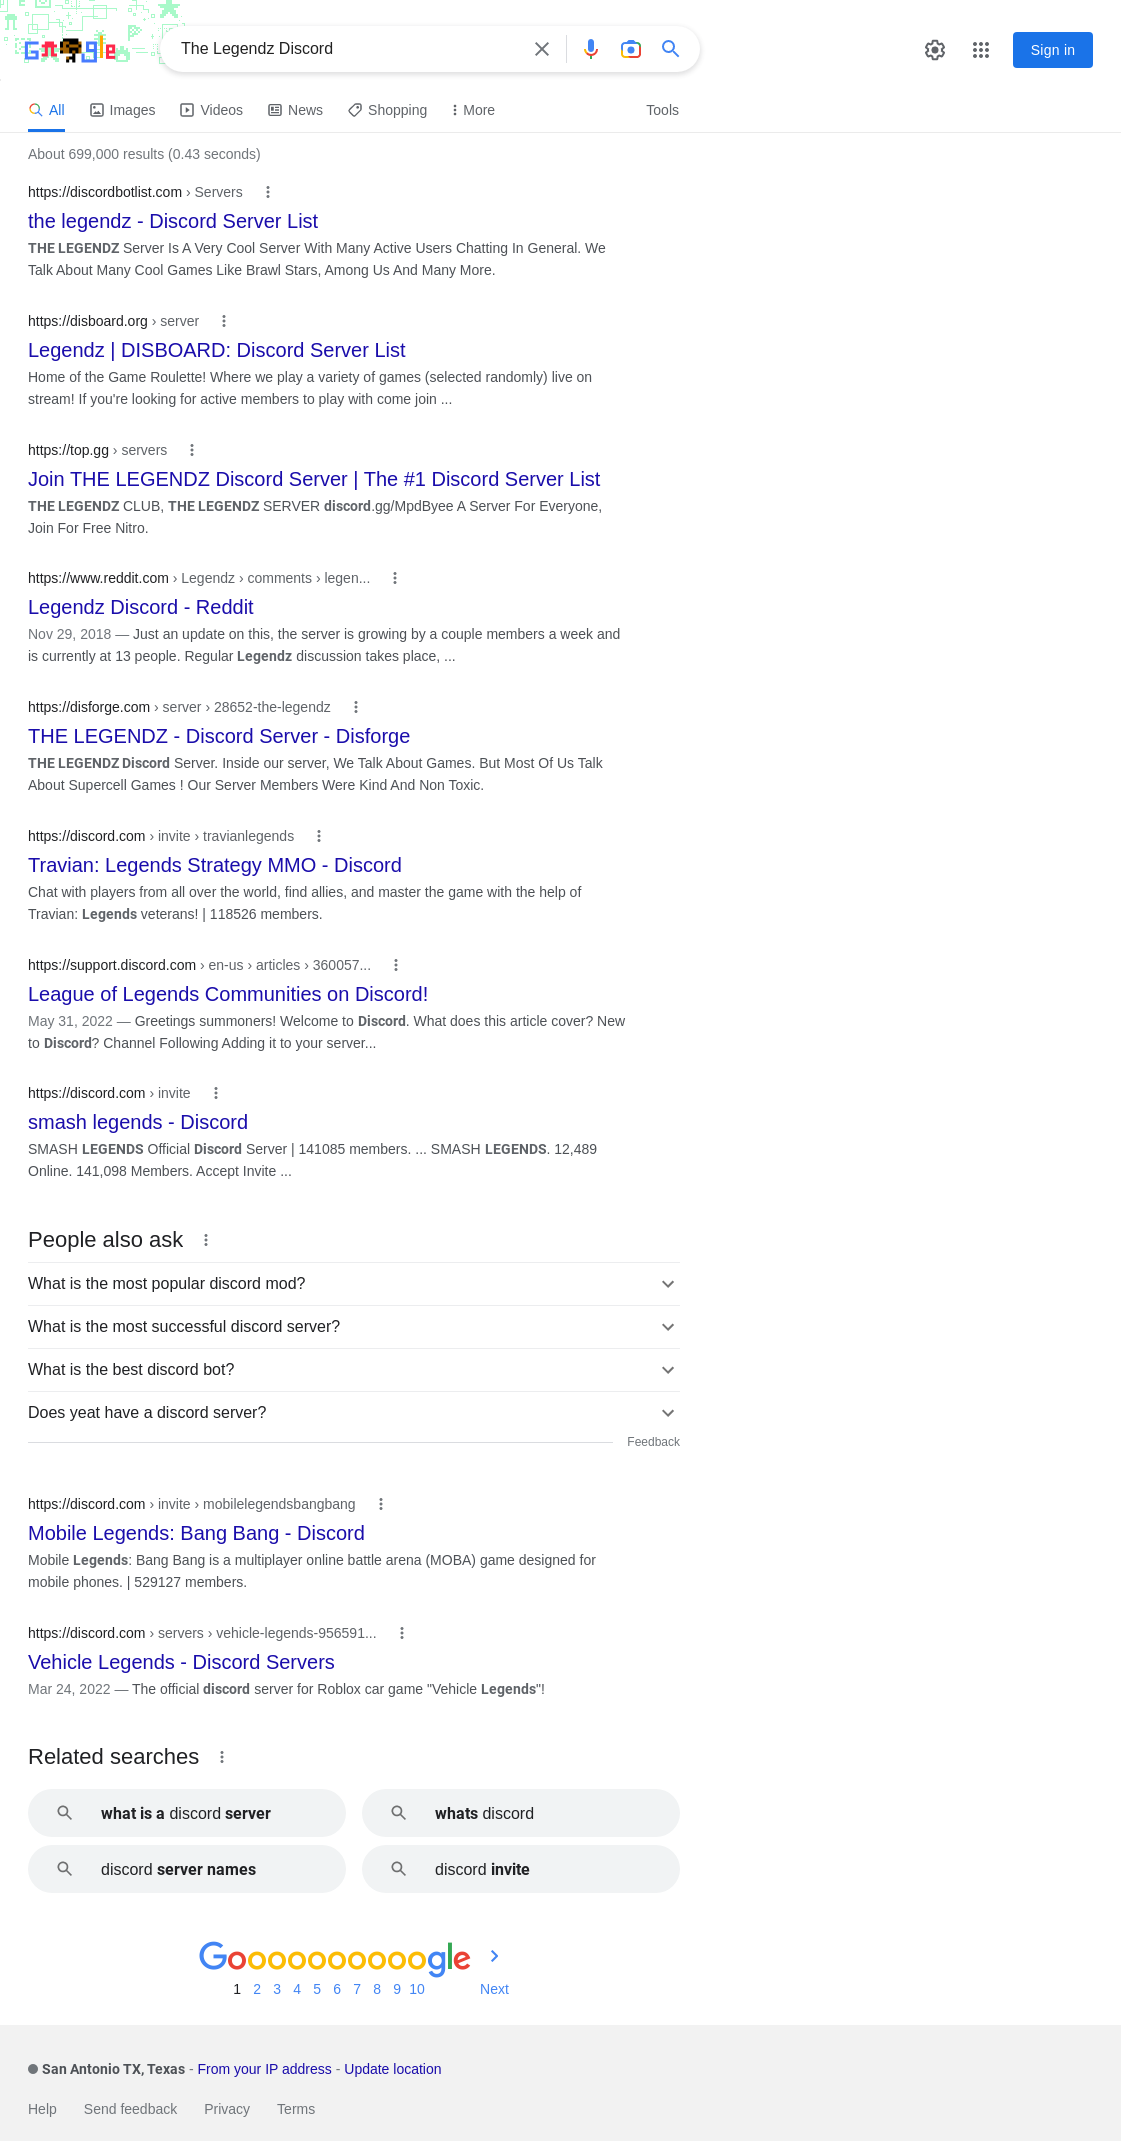 Google
The Legendz Discord
Sign in
All Images Videos News Shopping More Tools
About 699,000 results (0.43 seconds)
https://discordbotlist.com › Servers
the legendz - Discord Server List
THE LEGENDZ Server Is A Very Cool Server With Many Active Users Chatting In General. We
Talk About Many Cool Games Like Brawl Stars, Among Us And Many More.
https://disboard.org › server
Legendz | DISBOARD: Discord Server List
Home of the Game Roulette! Where we play a variety of games (selected randomly) live on
stream! If you're looking for active members to play with come join ...
https://top.gg › servers
Join THE LEGENDZ Discord Server | The #1 Discord Server List
THE LEGENDZ CLUB, THE LEGENDZ SERVER discord.gg/MpdByee A Server For Everyone,
Join For Free Nitro.
https://www.reddit.com › Legendz › comments › legen...
Legendz Discord - Reddit
Nov 29, 2018 — Just an update on this, the server is growing by a couple members a week and
is currently at 13 people. Regular Legendz discussion takes place, ...
https://disforge.com › server › 28652-the-legendz
THE LEGENDZ - Discord Server - Disforge
THE LEGENDZ Discord Server. Inside our server, We Talk About Games. But Most Of Us Talk
About Supercell Games ! Our Server Members Were Kind And Non Toxic.
https://discord.com › invite › travianlegends
Travian: Legends Strategy MMO - Discord
Chat with players from all over the world, find allies, and master the game with the help of
Travian: Legends veterans! | 118526 members.
https://support.discord.com › en-us › articles › 360057...
League of Legends Communities on Discord!
May 31, 2022 — Greetings summoners! Welcome to Discord. What does this article cover? New
to Discord? Channel Following Adding it to your server...
https://discord.com › invite
smash legends - Discord
SMASH LEGENDS Official Discord Server | 141085 members. ... SMASH LEGENDS. 12,489
Online. 141,098 Members. Accept Invite ...
People also ask
What is the most popular discord mod?
What is the most successful discord server?
What is the best discord bot?
Does yeat have a discord server?
Feedback
https://discord.com › invite › mobilelegendsbangbang
Mobile Legends: Bang Bang - Discord
Mobile Legends: Bang Bang is a multiplayer online battle arena (MOBA) game designed for
mobile phones. | 529127 members.
https://discord.com › servers › vehicle-legends-956591...
Vehicle Legends - Discord Servers
Mar 24, 2022 — The official discord server for Roblox car game "Vehicle Legends"!
Related searches
what is a discord server
whats discord
discord server names
discord invite
Goooooooooogle
1 2 3 4 5 6 7 8 9 10 Next
San Antonio TX, Texas - From your IP address - Update location
Help Send feedback Privacy Terms